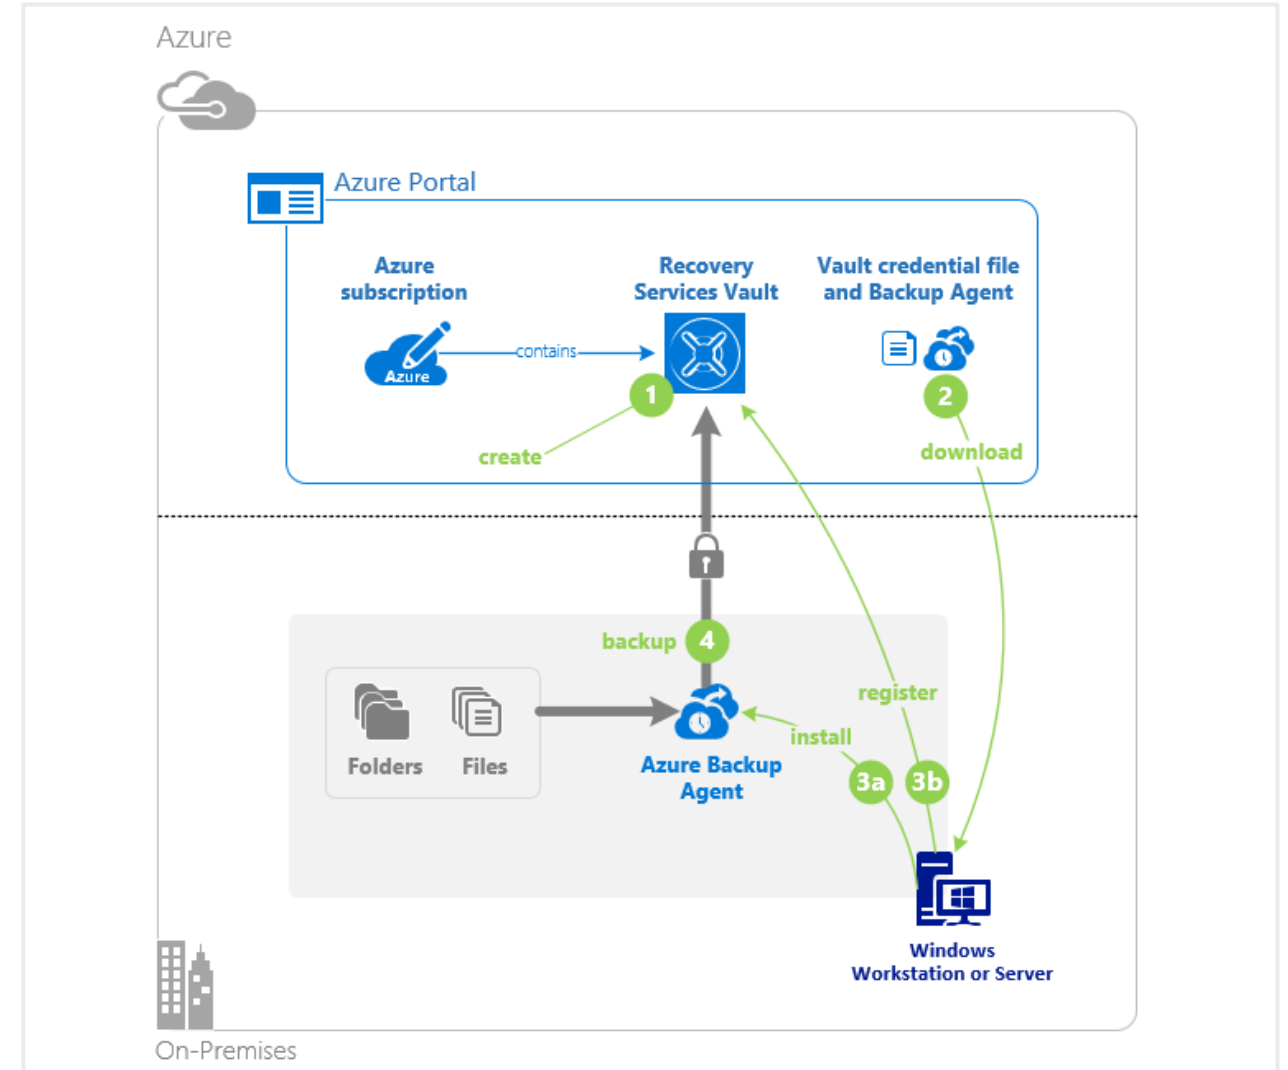 Azure
Azure Portal
Azure
subscription
Recovery
Services Vault
Vault credential file
and Backup Agent
contains
Azure
1
2
create
download
backup
4
register
install
Folders
Files
Azure Backup
Agent
3a
3b
Windows
Workstation or Server
On-Premises